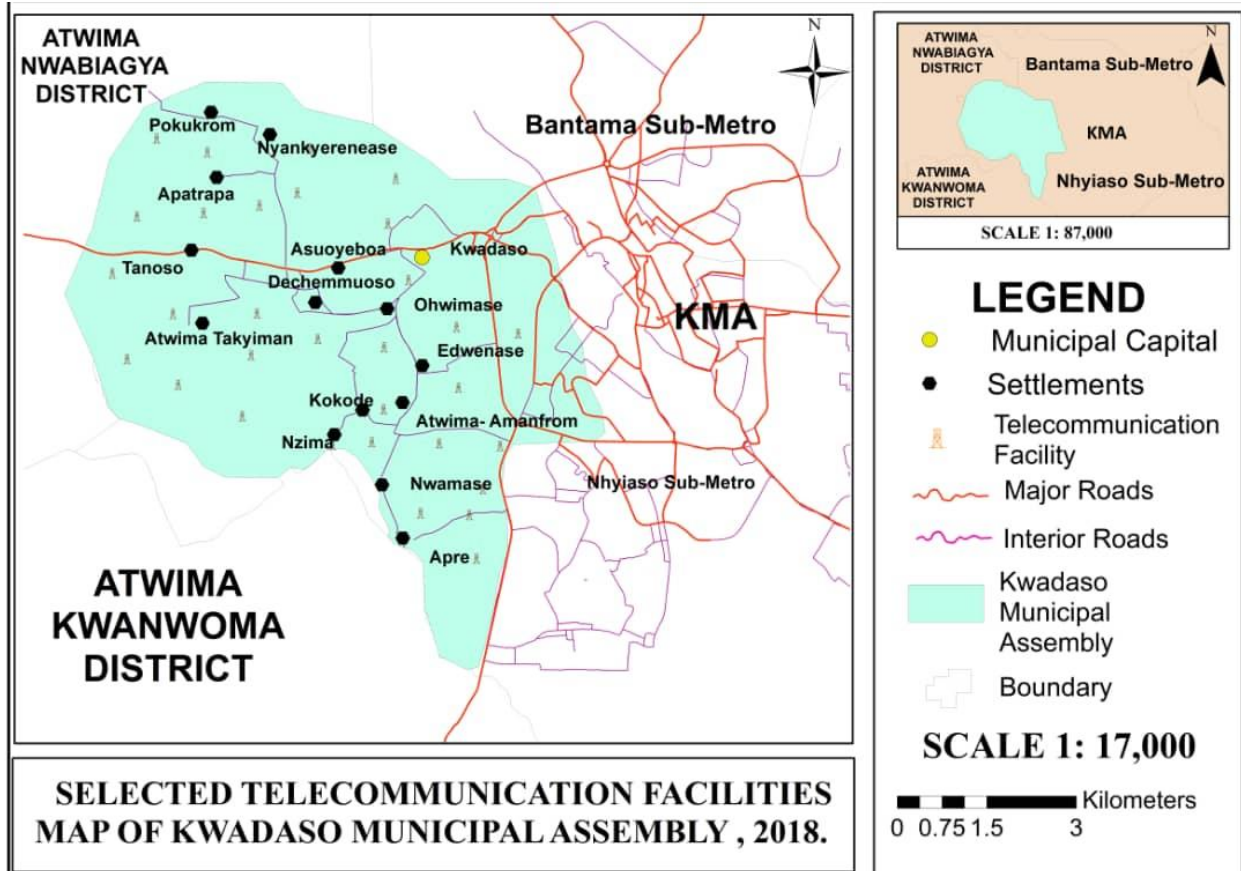 ATWIMA
NWABIAGYA
DISTRICT
N
Bantama Sub-Metro
Pokukrom
Nyankyerenease
Apatrapa
Asuoyeboa
Kwadaso
Tanoso
Dechemmuoso
Ohwimase
KMA
Atwima Takyiman
Edwenase
Kokode
Atwima- Amanfrom
Nzima
Nwamase
Nhyiaso Sub-Metro
Apre
ATWIMA
KWANWOMA
DISTRICT
SELECTED TELECOMMUNICATION FACILITIES
MAP OF KWADASO MUNICIPAL ASSEMBLY , 2018.
ATWIMA
NWABIAGYA
DISTRICT
N
Bantama Sub-Metro
KMA
ATWIMA
KWANWOMA
DISTRICT
Nhyiaso Sub-Metro
SCALE 1: 87,000
LEGEND
Municipal Capital
Settlements
Telecommunication
Facility
Major Roads
Interior Roads
Kwadaso
Municipal
Assembly
Boundary
SCALE 1: 17,000
Kilometers
0 0.75 1.5 3